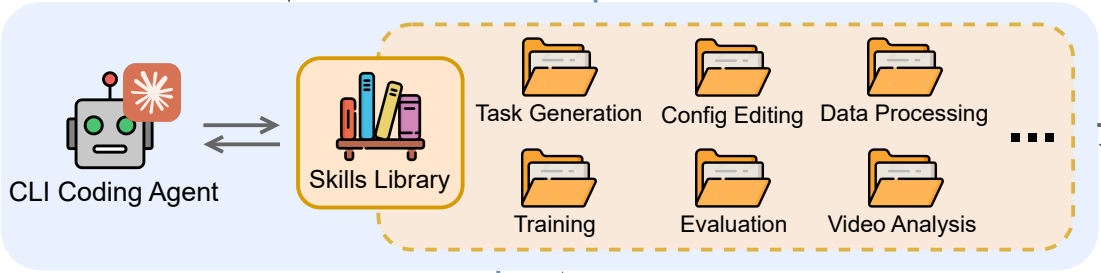 CLI Coding Agent
Skills Library
Task Generation
Config Editing
Data Processing
...
Training
Evaluation
Video Analysis